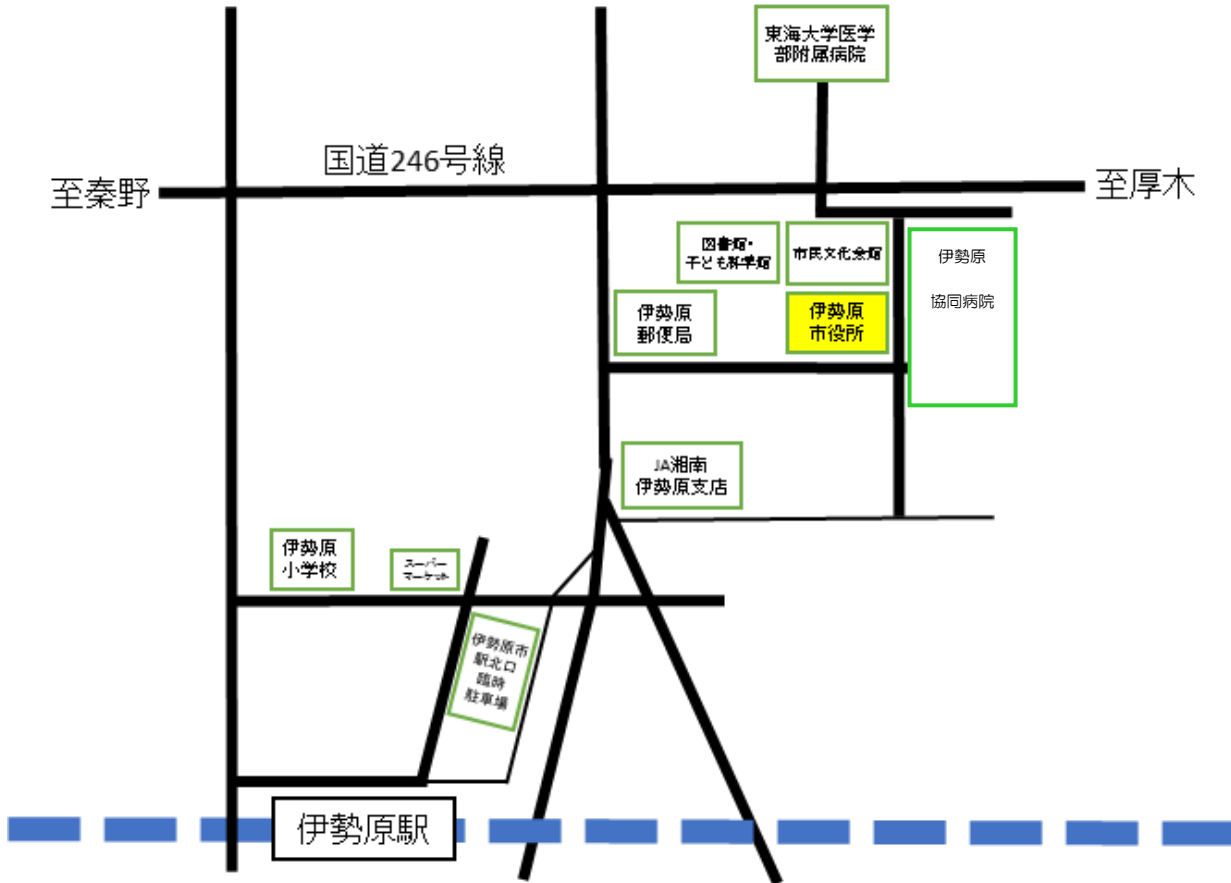 東海大学医学
部附属病院
国道246号線
至秦野
至厚木
図書館・
子ども科学館
市民文化会館
伊勢原
協同病院
伊勢原
郵便局
伊勢原
市役所
JA湘南
伊勢原支店
伊勢原
小学校
スーパー
マーケット
伊勢原市
駅北口
臨時
駐車場
伊勢原駅